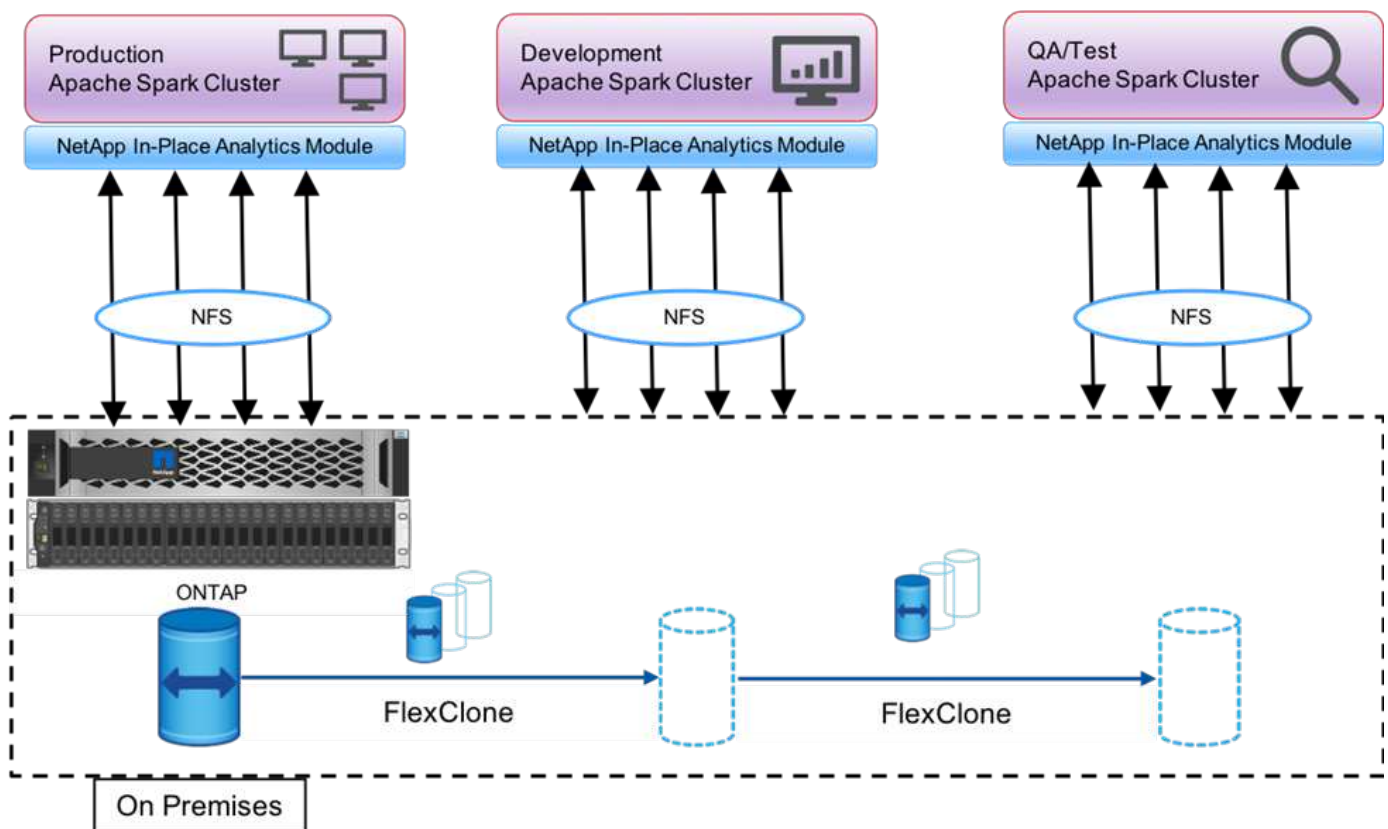 Production
Apache Spark Cluster
Development
Apache Spark Cluster
QA/Test
Apache Spark Cluster
NetApp In-Place Analytics Module
NetApp In-Place Analytics Module
NetApp In-Place Analytics Module
NFS
NFS
NFS
NetApp
ONTAP
FlexClone
FlexClone
On Premises